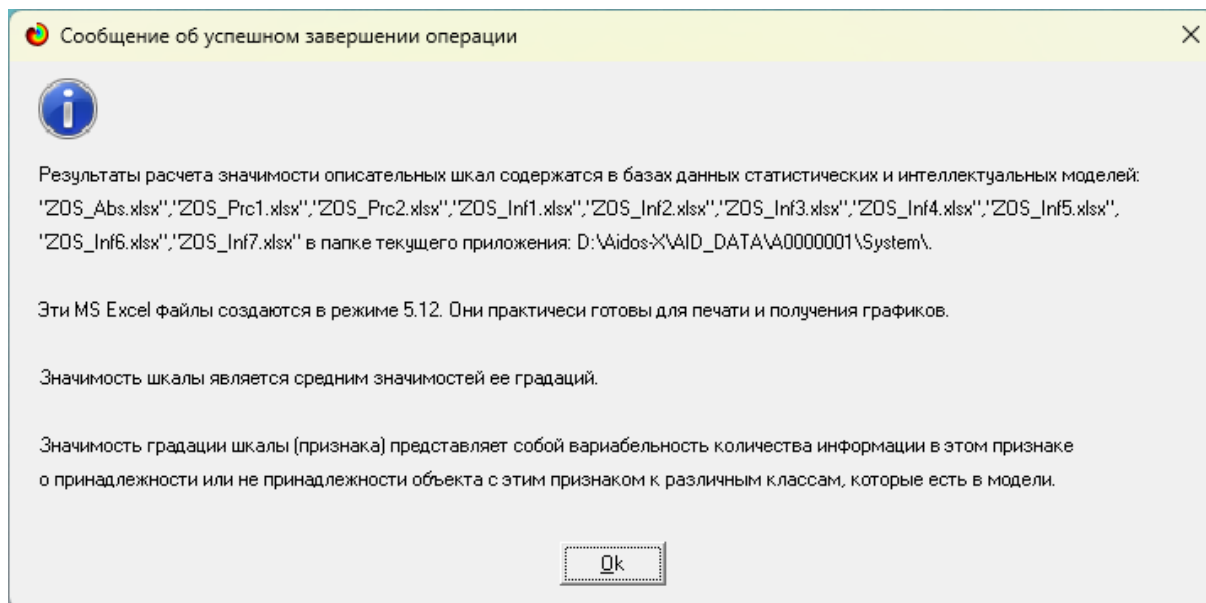 Сообщение об успешном завершении операции
Результаты расчета значимости описательных шкал содержатся в базах данных статистических и интеллектуальных моделей:
"ZOS_Abs.xlsx","ZOS_Prc1.xlsx","ZOS_Prc2.xlsx","ZOS_Inf1.xlsx","ZOS_Inf2.xlsx","ZOS_Inf3.xlsx","ZOS_Inf4.xlsx","ZOS_Inf5.xlsx",
"ZOS_Inf6.xlsx","ZOS_Inf7.xlsx" в папке текущего приложения: D:\Aidos-X\AID_DATA\A0000001\System\.
Эти MS Excel файлы создаются в режиме 5.12. Они практичеси готовы для печати и получения графиков.
Значимость шкалы является средним значимостей ее градаций.
Значимость градации шкалы (признака) представляет собой вариабельность количества информации в этом признаке
о принадлежности или не принадлежности объекта с этим признаком к различным классам, которые есть в модели.
Ok